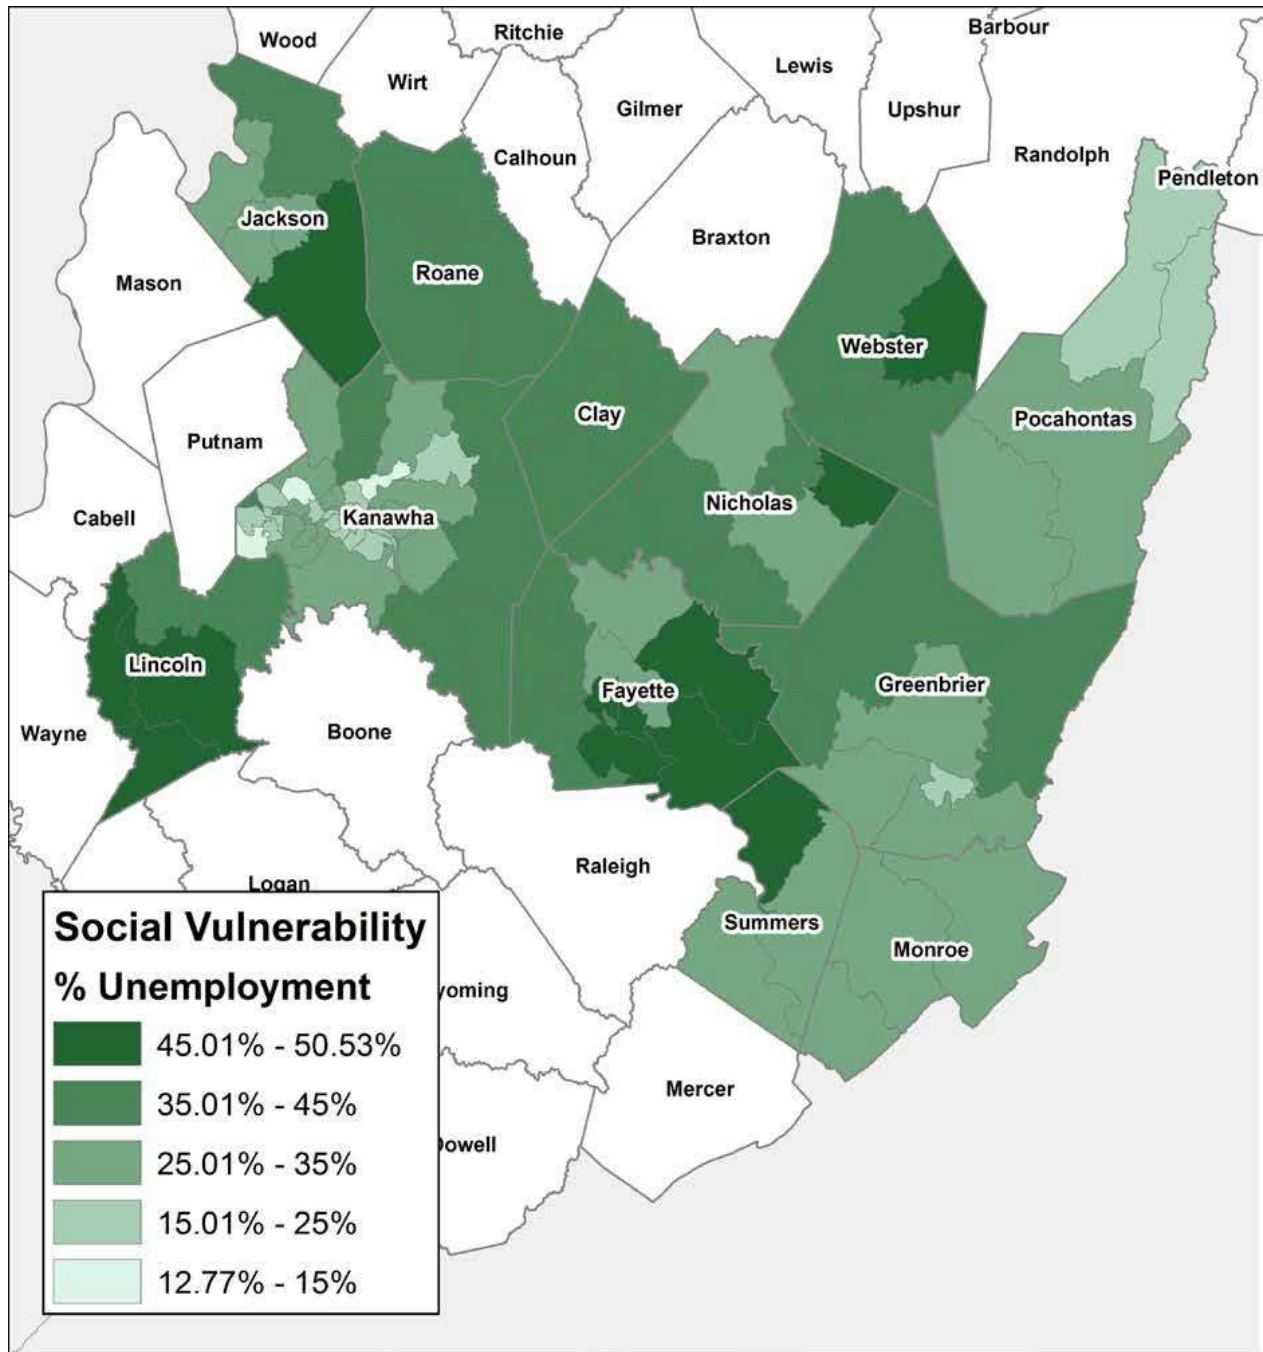 Barbour
Ritchie
Wood
Lewis
Wirt
Gilmer
Upshur
Calhoun
Randolph
Pendleton
Jackson
Braxton
Roane
Mason
Webster
Clay
Pocahontas
Putnam
Nicholas
Kanawha
Cabell
Lincoln
Greenbrier
Fayette
Wayne
Boone
Raleigh
Logan
Summers
Monroe
yoming
Mercer
Dowell
Social Vulnerability
% Unemployment
45.01% - 50.53%
35.01% - 45%
25.01% - 35%
15.01% - 25%
12.77% - 15%